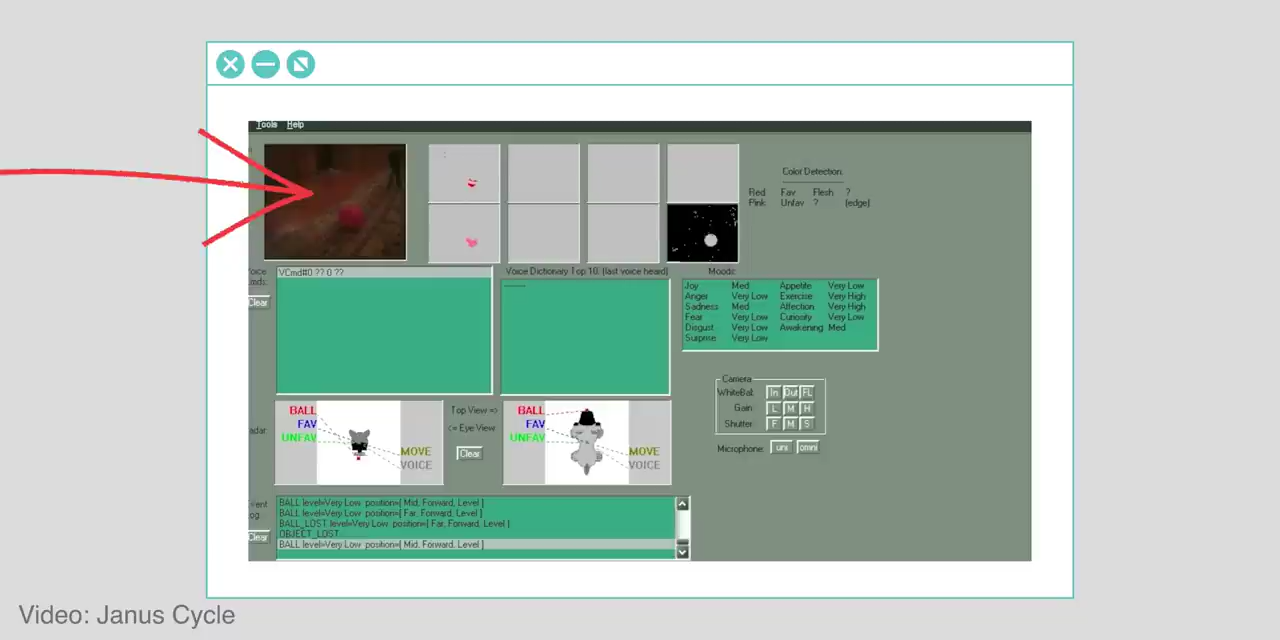 Tools Help
Color Detection:
Red: Fav Flesh ?
Pink: Unfav ? (edge)
VCmd#0 ?? 0 ??
Voice Dictionary Top 10: (last voice heard)
Moods:
Clear
Joy Med Appetite Very Low
Anger Very Low Exercise Very High
Sadness Med Affection Very High
Fear Very Low Curiosity Very Low
Disgust Very Low Awakening Med
Surprise Very Low
Camera
WhiteBal: In Out FL
Gain: L M H
Shutter: F M S
Microphone: uni omni
BALL
FAV
UNFAV
MOVE
VOICE
Top View =>
<= Eye View
Clear
BALL
FAV
UNFAV
MOVE
VOICE
BALL level=Very Low position=[ Mid, Forward, Level ]
BALL level=Very Low position=[ Far, Forward, Level ]
BALL_LOST level=Very Low position=[ Far, Forward, Level ]
OBJECT_LOST
BALL level=Very Low position=[ Mid, Forward, Level ]
Clear
Video: Janus Cycle